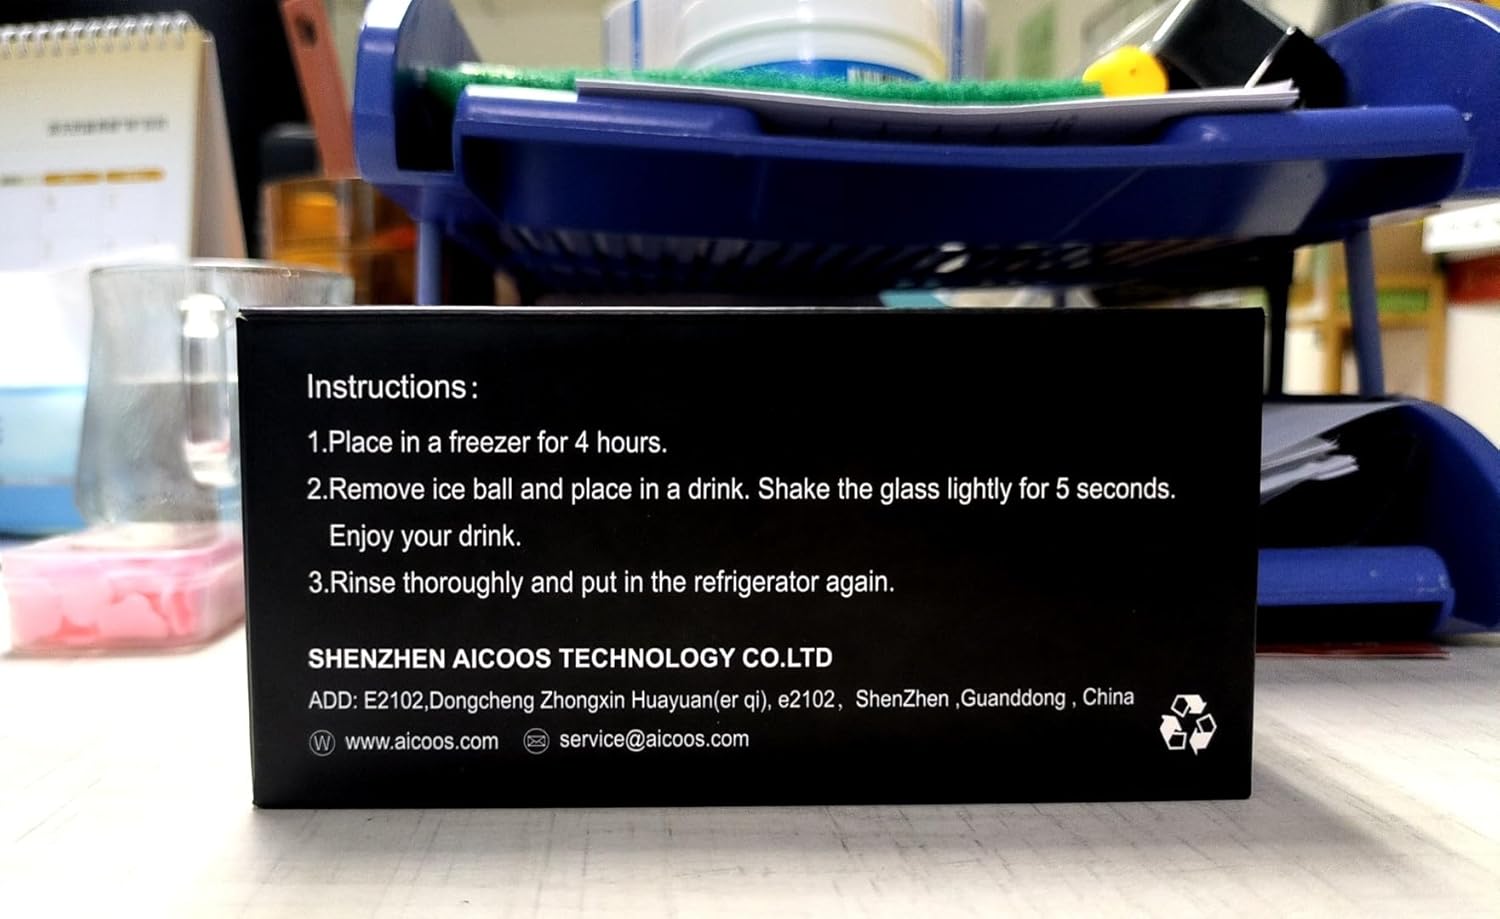 Instructions:
1.Place in a freezer for 4 hours.
2.Remove ice ball and place in a drink. Shake the glass lightly for 5 seconds.
Enjoy your drink.
3.Rinse thoroughly and put in the refrigerator again.
SHENZHEN AICOOS TECHNOLOGY CO.LTD
ADD: E2102,Dongcheng Zhongxin Huayuan(er qi), e2102, ShenZhen ,Guanddong , China
W www.aicoos.com service@aicoos.com